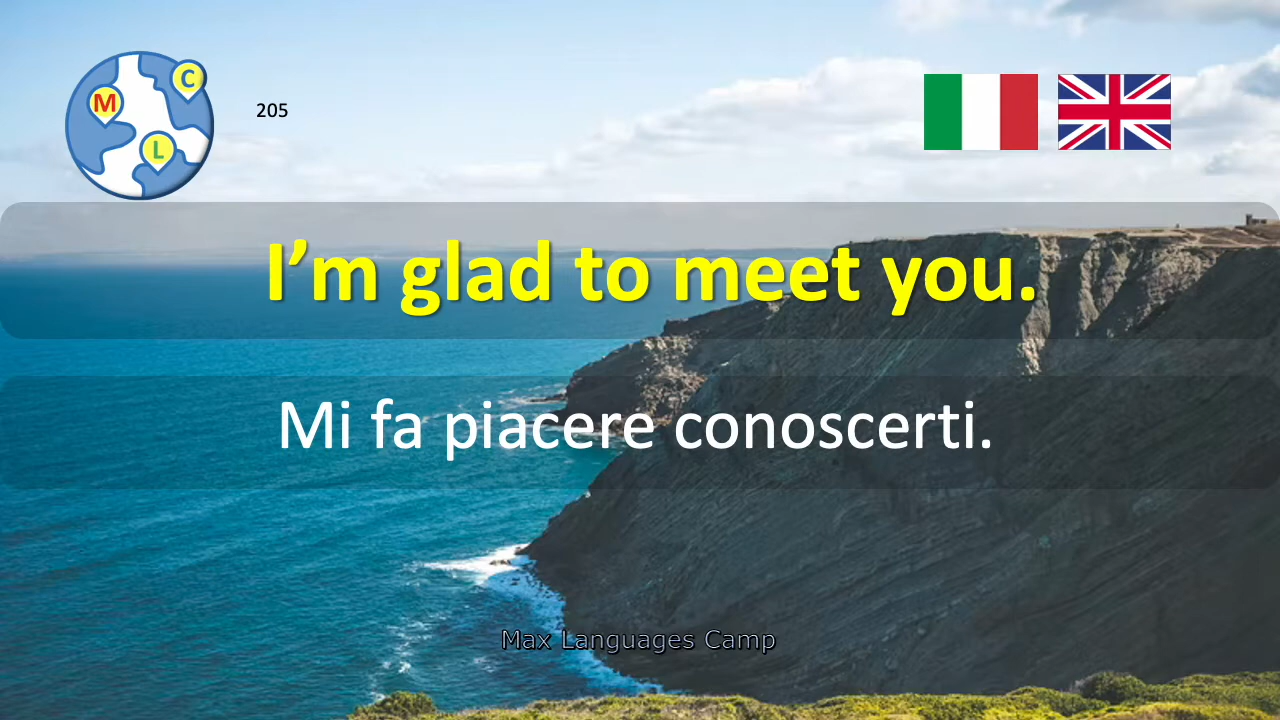 C
M
L
205
I’m glad to meet you.
Mi fa piacere conoscerti.
Max Languages Camp